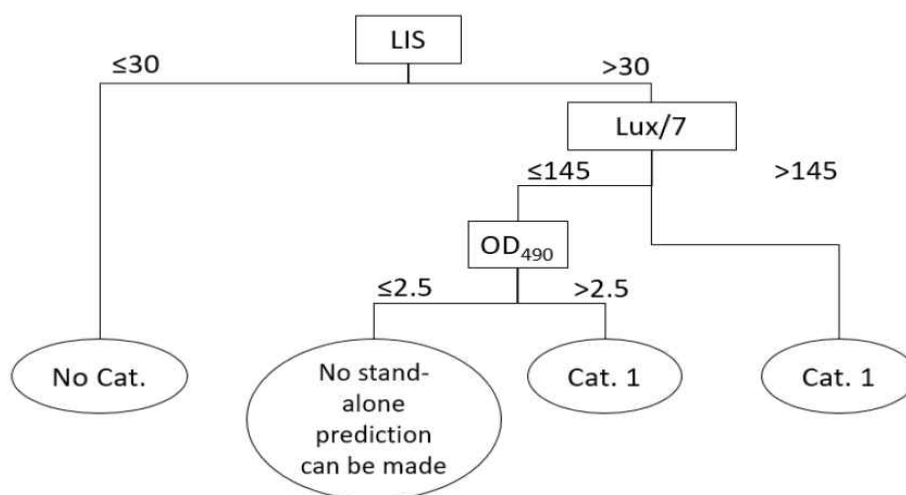 LIS
≤30
>30
Lux/7
≤145
>145
OD₄₉₀
≤2.5
>2.5
No Cat.
No stand-
alone
prediction
can be made
Cat. 1
Cat. 1